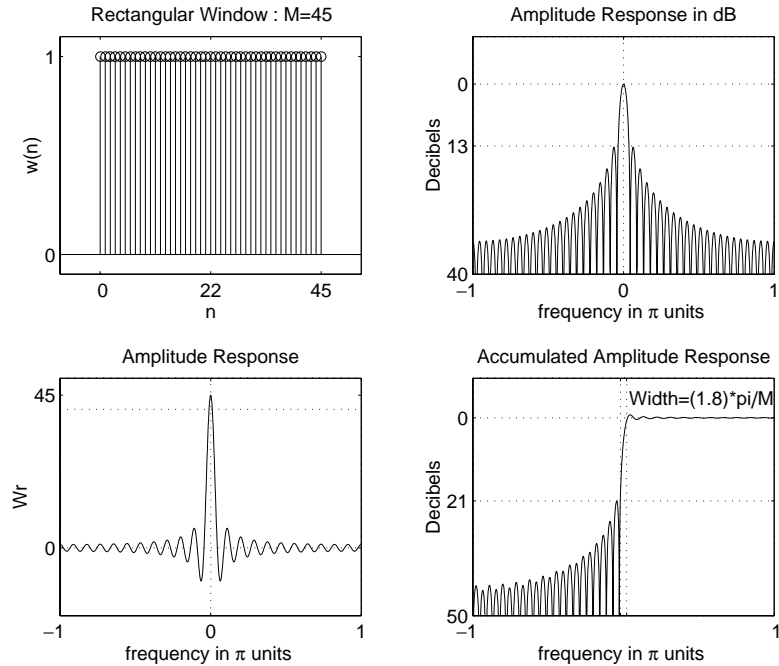 Rectangular Window : M=45
w(n)
1
0
0
22
45
n
Amplitude Response in dB
Decibels
0
13
40
−1
0
1
frequency in π units
Amplitude Response
Wr
45
0
−1
0
1
frequency in π units
Accumulated Amplitude Response
Width=(1.8)*pi/M
Decibels
0
21
50
−1
1
frequency in π units